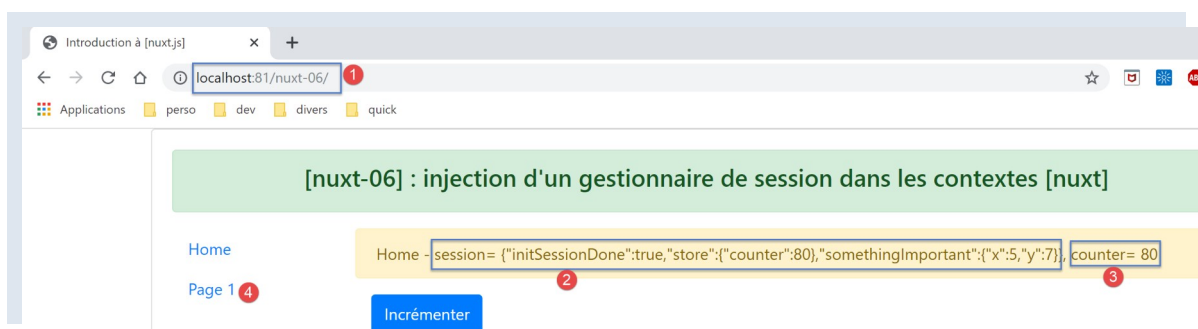 Introduction à [nuxt.js]
localhost:81/nuxt-06/ 1
Applications perso dev divers quick
[nuxt-06] : injection d'un gestionnaire de session dans les contextes [nuxt]
Home
Home - session= {"initSessionDone":true,"store":{"counter":80},"somethingImportant":{"x":5,"y":7}}, counter= 80
2 3
Page 1 4
Incrémenter